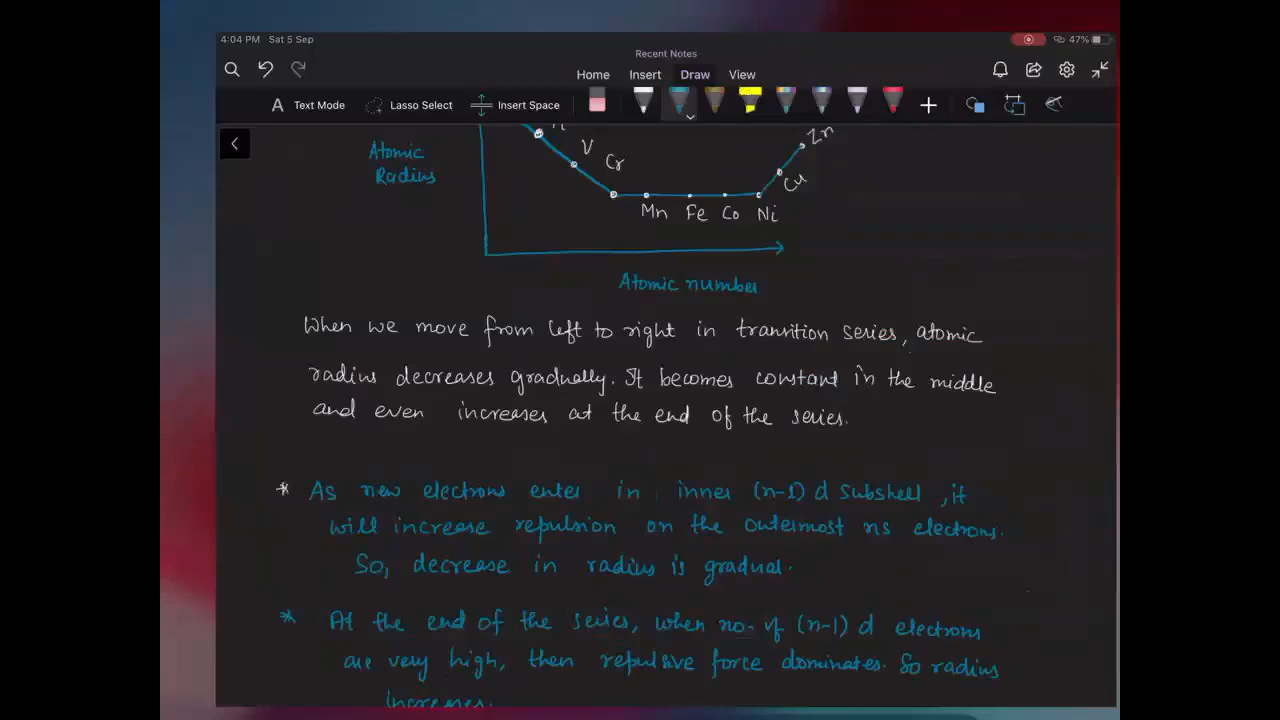 4:04 PM Sat 5 Sep
47%
Recent Notes
Home Insert Draw View
Text Mode Lasso Select Insert Space
V
Cr
Zn
Cu
Atomic
Radius
Mn Fe Co Ni
Atomic number
When we move from left to right in transition series, atomic
radius decreases gradually. It becomes constant in the middle
and even increases at the end of the series.
* As new electrons enter in inner (n-1) d subshell, it
will increase repulsion on the outermost ns electrons.
So, decrease in radius is gradual.
* At the end of the series, when no. of (n-1) d electrons
are very high, then repulsive force dominates. So radius
increases.